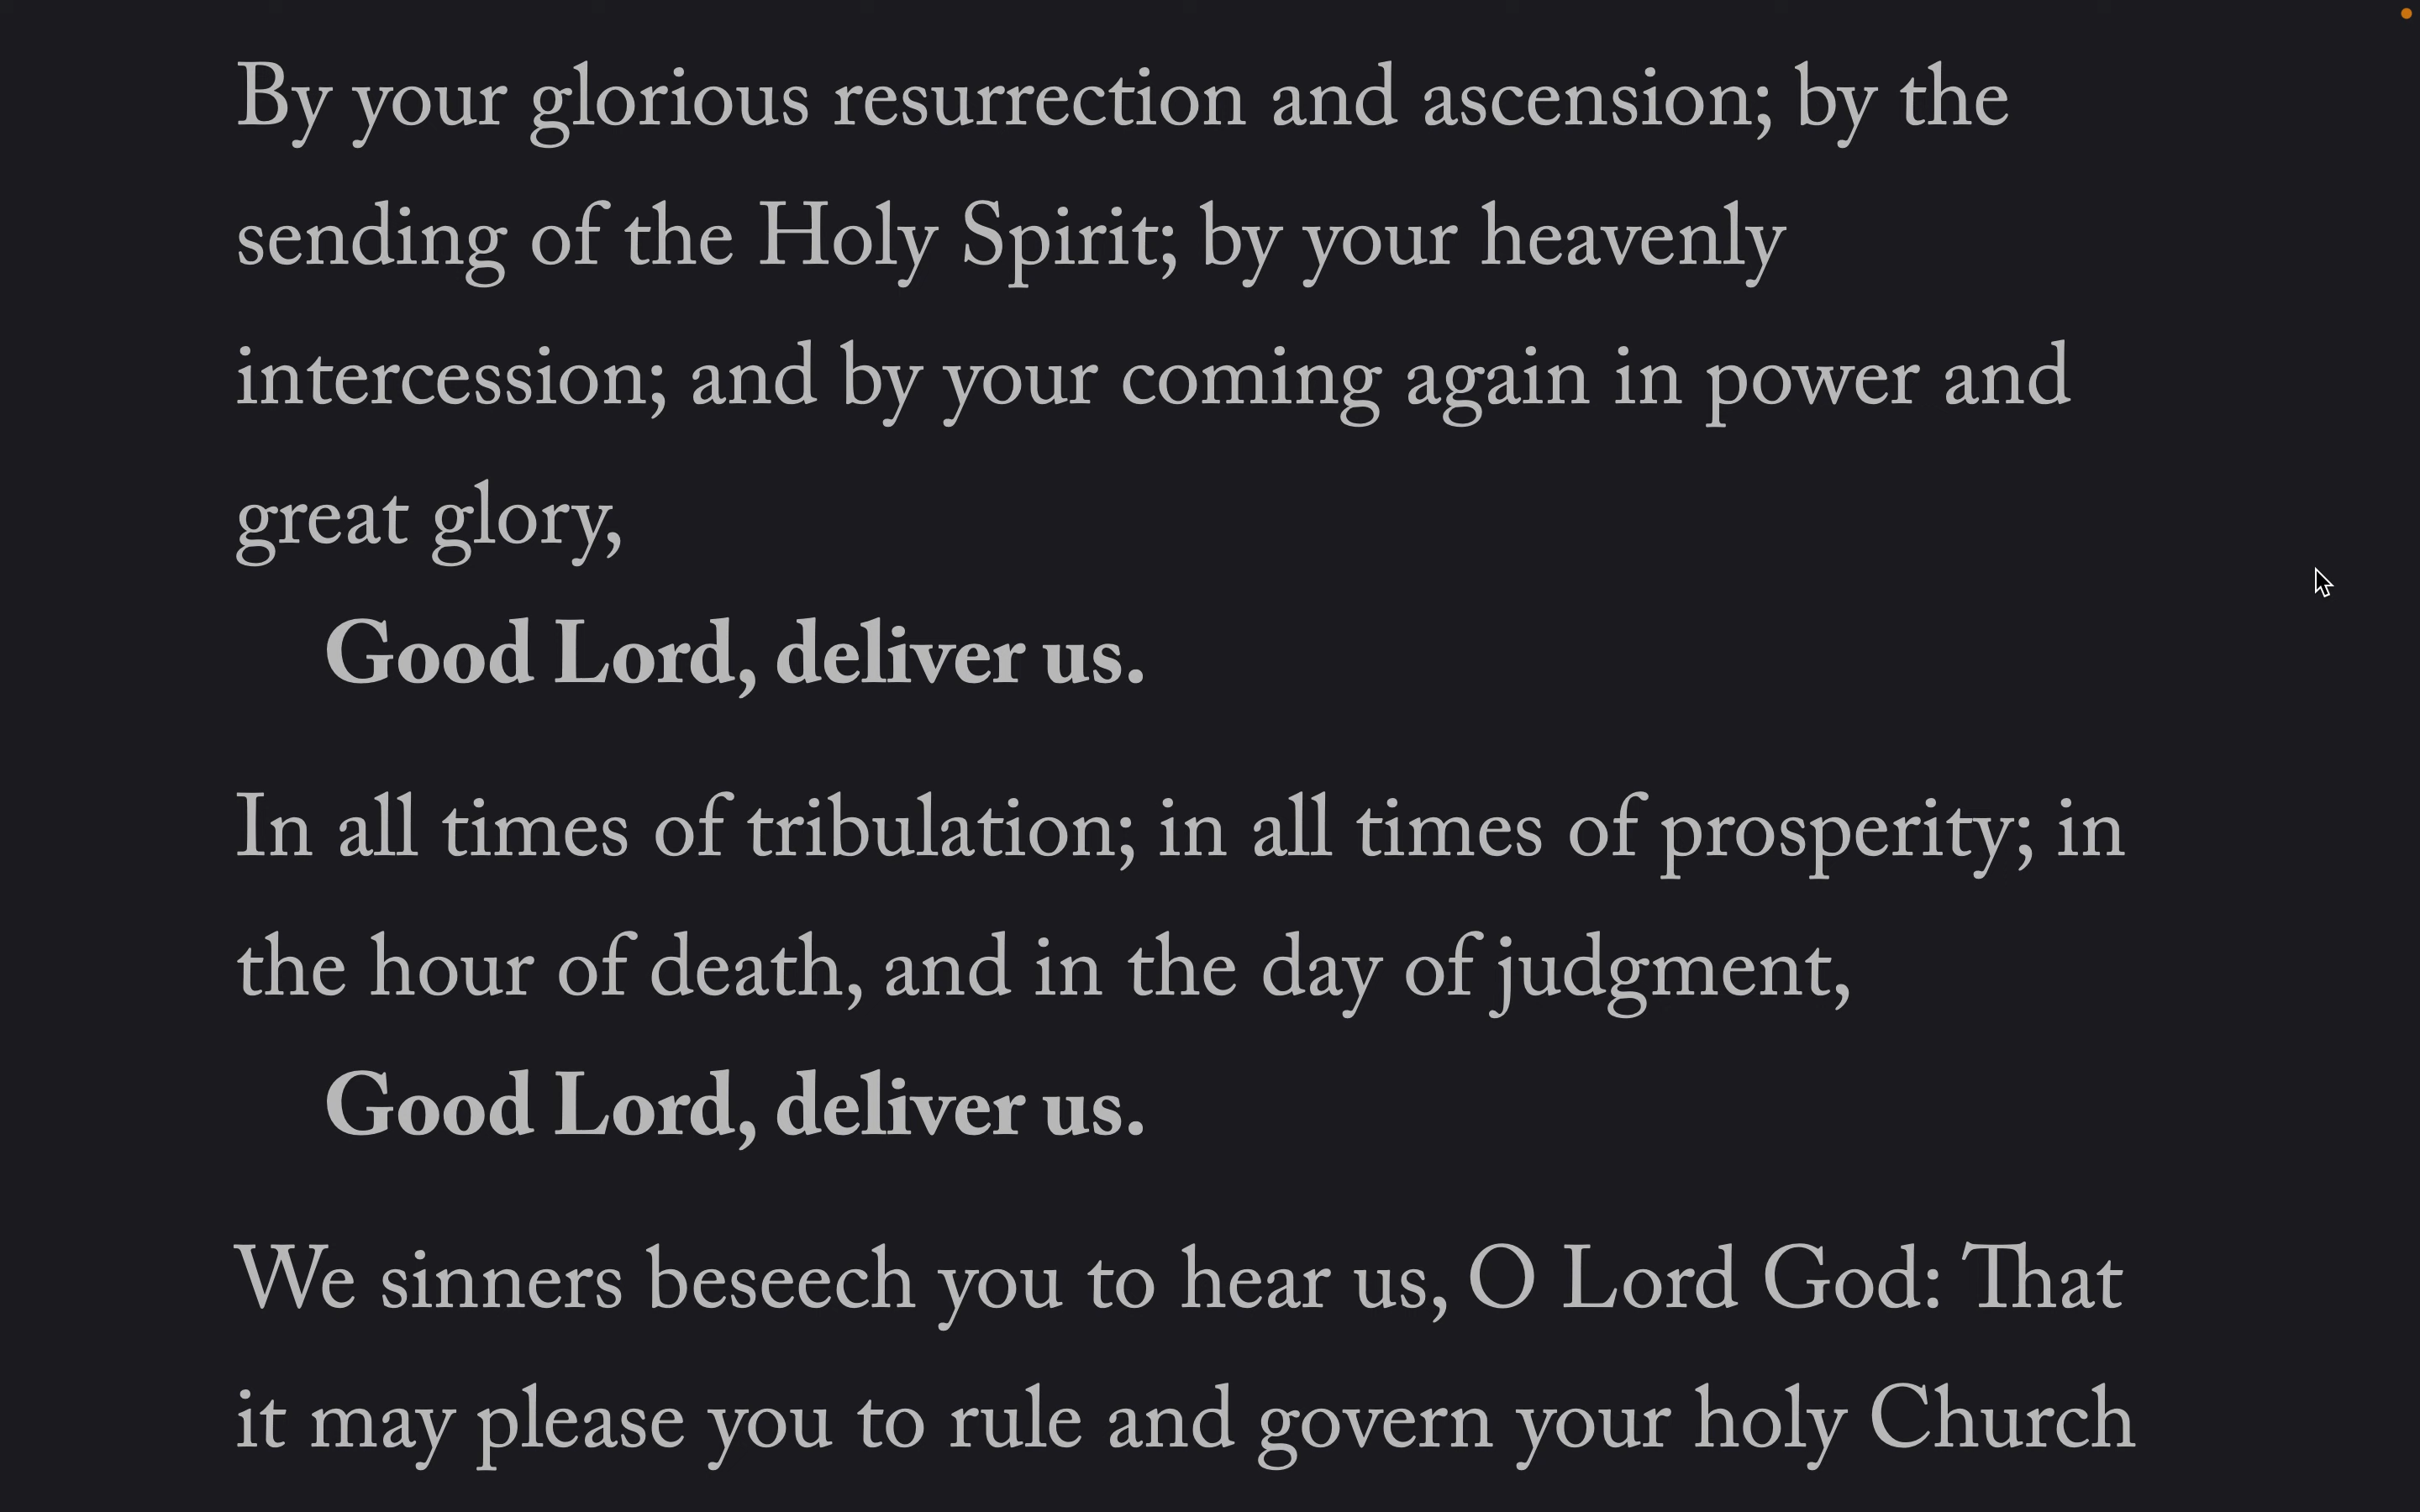 By your glorious resurrection and ascension; by the
sending of the Holy Spirit; by your heavenly
intercession; and by your coming again in power and
great glory,
Good Lord, deliver us.
In all times of tribulation; in all times of prosperity; in
the hour of death, and in the day of judgment,
Good Lord, deliver us.
We sinners beseech you to hear us, O Lord God: That
it may please you to rule and govern your holy Church